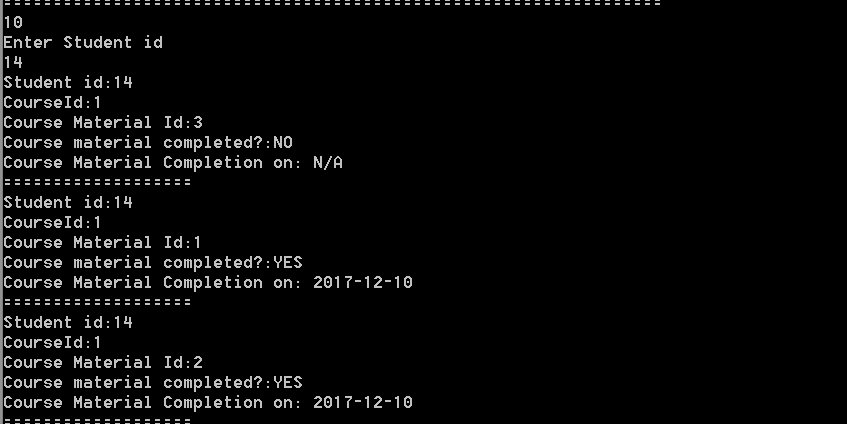 ==================================================================
10
Enter Student id
14
Student id:14
CourseId:1
Course Material Id:3
Course material completed?:NO
Course Material Completion on: N/A
===================
Student id:14
CourseId:1
Course Material Id:1
Course material completed?:YES
Course Material Completion on: 2017-12-10
===================
Student id:14
CourseId:1
Course Material Id:2
Course material completed?:YES
Course Material Completion on: 2017-12-10
===================